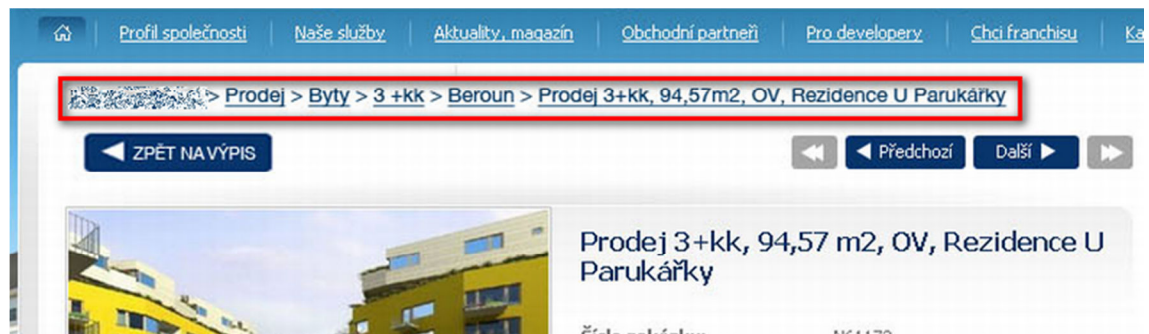 Profil společnosti Naše služby Aktuality, magazín Obchodní partneři Pro developery Chci franchisu
> Prodej > Byty > 3 +kk > Beroun > Prodej 3+kk, 94,57m2, OV, Rezidence U Parukářky
ZPĚT NA VÝPIS Předchozí Další
Prodej 3+kk, 94,57 m2, OV, Rezidence U
Parukářky